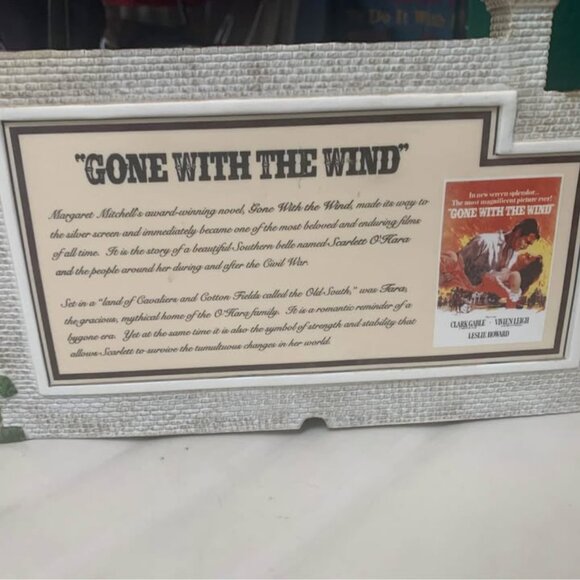 Do It With
"GONE WITH THE WIND"
Margaret Mitchell's award-winning novel, Gone With the Wind, made its way to
the silver screen and immediately became one of the most beloved and enduring films
of all time. It is the story of a beautiful Southern belle named Scarlett O'Hara
and the people around her during and after the Civil War.
Set in a "land of Cavaliers and Cotton Fields called the Old South," was Tara,
the gracious, mythical home of the O'Hara family. It is a romantic reminder of a
bygone era. Yet at the same time it is also the symbol of strength and stability that
allows Scarlett to survive the tumultuous changes in her world.
In new screen splendor...
The most magnificent picture ever!
"GONE WITH THE WIND"
CLARK GABLE · VIVIEN LEIGH
LESLIE HOWARD